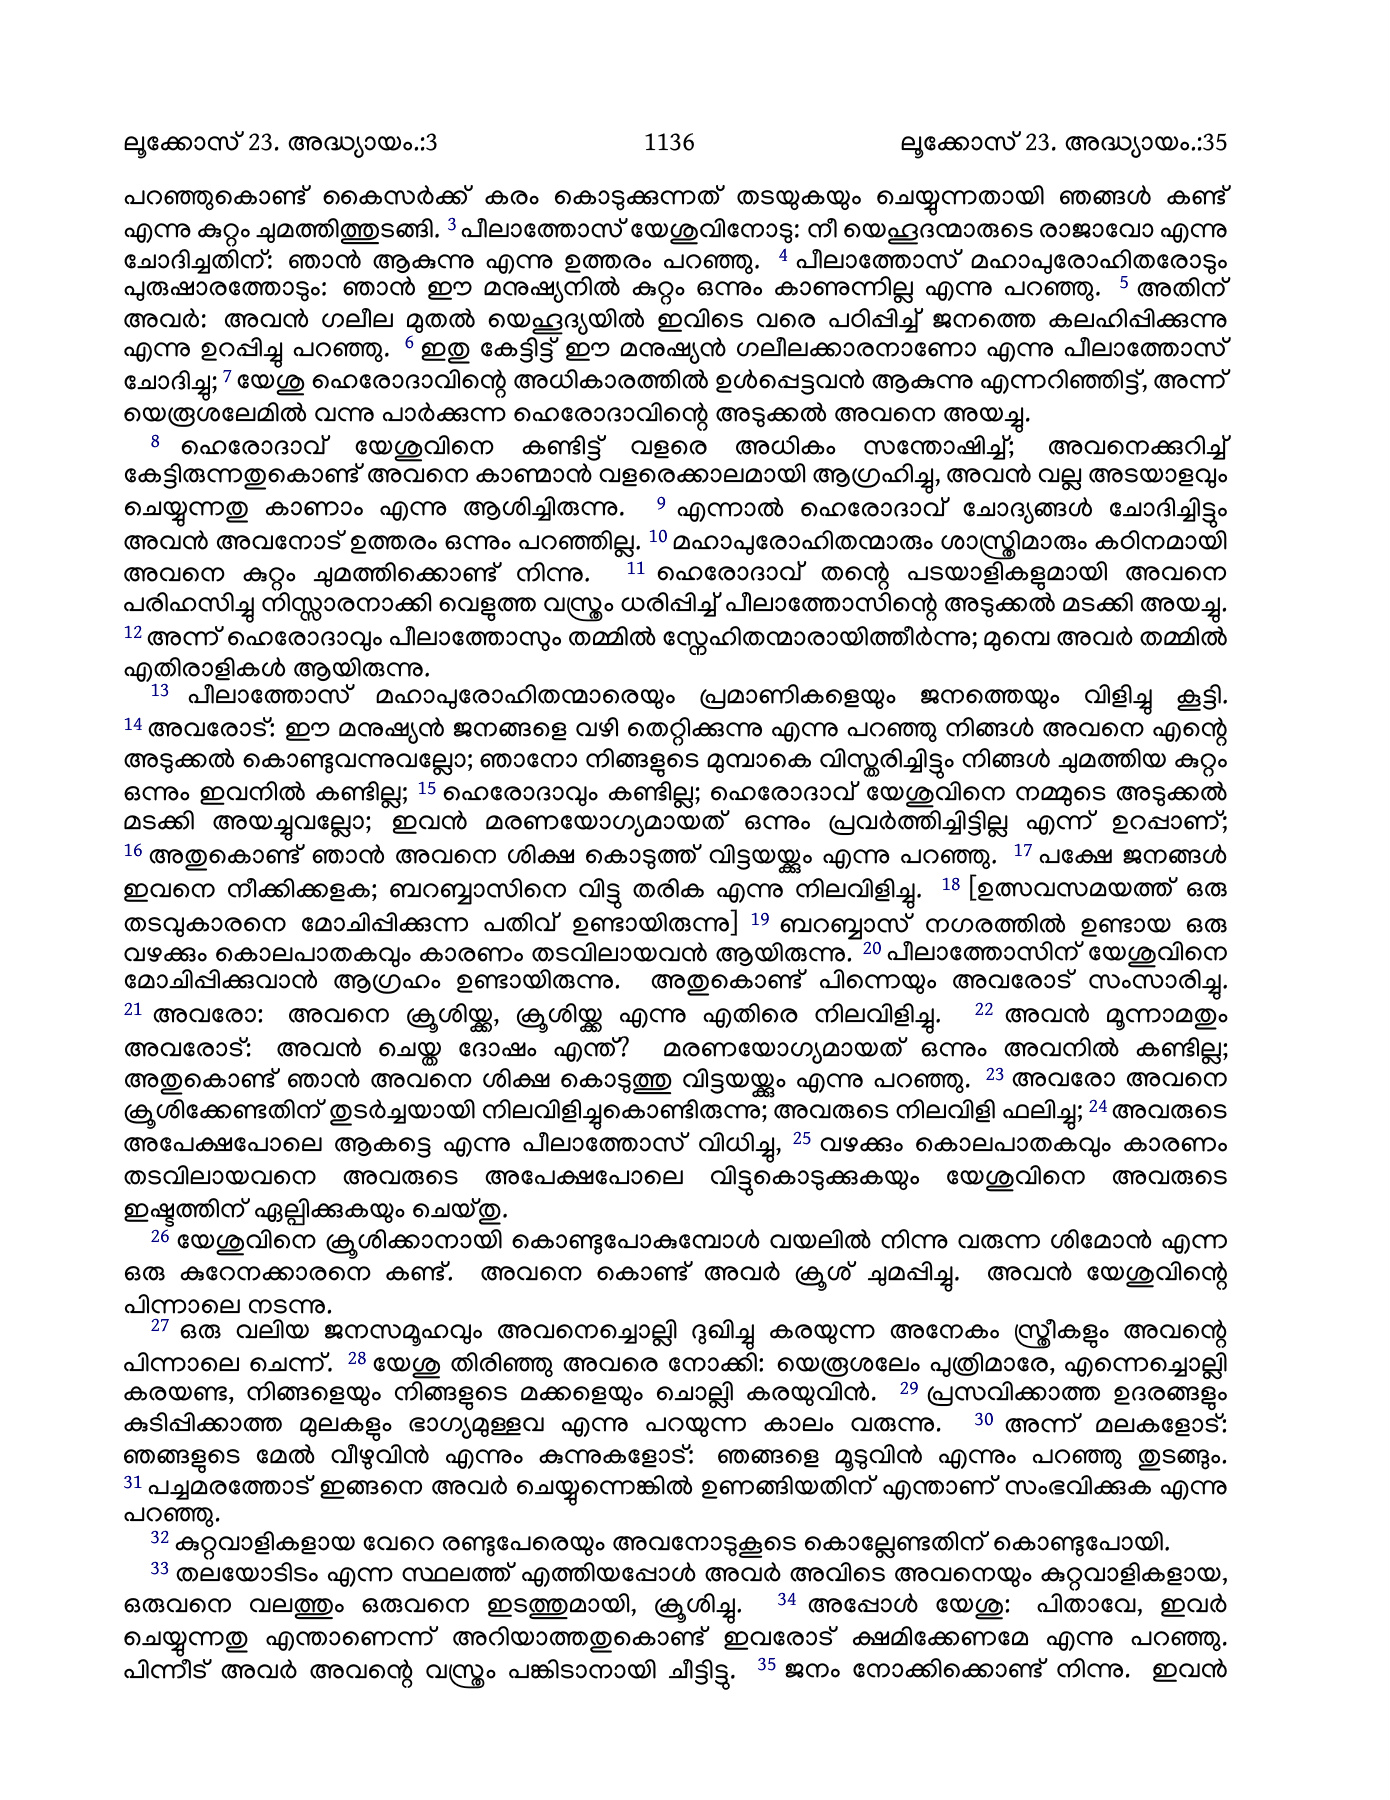 ലൂക്കോസ് 23. അദ്ധ്യായം.:3 1136 ലൂക്കോസ് 23. അദ്ധ്യായം.:35
പറഞ്ഞുകൊണ്ട് കൈസർക്ക് കരം കൊടുക്കുന്നത് തടയുകയും ചെയ്യുന്നതായി ഞങ്ങൾ കണ്ട്
എന്നു കുറ്റം ചുമത്തിത്തുടങ്ങി. 3 പീലാത്തോസ് യേശുവിനോടു: നീ യെഹൂദന്മാരുടെ രാജാവോ എന്നു
ചോദിച്ചതിന്: ഞാൻ ആകുന്നു എന്നു ഉത്തരം പറഞ്ഞു. 4 പീലാത്തോസ് മഹാപുരോഹിതരോടും
പുരുഷാരത്തോടും: ഞാൻ ഈ മനുഷ്യനിൽ കുറ്റം ഒന്നും കാണുന്നില്ല എന്നു പറഞ്ഞു. 5 അതിന്
അവർ: അവൻ ഗലീല മുതൽ യെഹൂദ്യയിൽ ഇവിടെ വരെ പഠിപ്പിച്ച് ജനത്തെ കലഹിപ്പിക്കുന്നു
എന്നു ഉറപ്പിച്ചു പറഞ്ഞു. 6 ഇതു കേട്ടിട്ട് ഈ മനുഷ്യൻ ഗലീലക്കാരനാണോ എന്നു പീലാത്തോസ്
ചോദിച്ചു; 7 യേശു ഹെരോദാവിന്റെ അധികാരത്തിൽ ഉൾപ്പെട്ടവൻ ആകുന്നു എന്നറിഞ്ഞിട്ട്, അന്ന്
യെരൂശലേമിൽ വന്നു പാർക്കുന്ന ഹെരോദാവിന്റെ അടുക്കൽ അവനെ അയച്ചു.
8 ഹെരോദാവ് യേശുവിനെ കണ്ടിട്ട് വളരെ അധികം സന്തോഷിച്ച്; അവനെക്കുറിച്ച്
കേട്ടിരുന്നതുകൊണ്ട് അവനെ കാണ്മാൻ വളരെക്കാലമായി ആഗ്രഹിച്ചു, അവൻ വല്ല അടയാളവും
ചെയ്യുന്നതു കാണാം എന്നു ആശിച്ചിരുന്നു. 9 എന്നാൽ ഹെരോദാവ് ചോദ്യങ്ങൾ ചോദിച്ചിട്ടും
അവൻ അവനോട് ഉത്തരം ഒന്നും പറഞ്ഞില്ല. 10 മഹാപുരോഹിതന്മാരും ശാസ്ത്രിമാരും കഠിനമായി
അവനെ കുറ്റം ചുമത്തിക്കൊണ്ട് നിന്നു. 11 ഹെരോദാവ് തന്റെ പടയാളികളുമായി അവനെ
പരിഹസിച്ചു നിസ്സാരനാക്കി വെളുത്ത വസ്ത്രം ധരിപ്പിച്ച് പീലാത്തോസിന്റെ അടുക്കൽ മടക്കി അയച്ചു.
12 അന്ന് ഹെരോദാവും പീലാത്തോസും തമ്മിൽ സ്നേഹിതന്മാരായിത്തീർന്നു; മുമ്പെ അവർ തമ്മിൽ
എതിരാളികൾ ആയിരുന്നു.
13 പീലാത്തോസ് മഹാപുരോഹിതന്മാരെയും പ്രമാണികളെയും ജനത്തെയും വിളിച്ചു കൂട്ടി.
14 അവരോട്: ഈ മനുഷ്യൻ ജനങ്ങളെ വഴി തെറ്റിക്കുന്നു എന്നു പറഞ്ഞു നിങ്ങൾ അവനെ എന്റെ
അടുക്കൽ കൊണ്ടുവന്നുവല്ലോ; ഞാനോ നിങ്ങളുടെ മുമ്പാകെ വിസ്തരിച്ചിട്ടും നിങ്ങൾ ചുമത്തിയ കുറ്റം
ഒന്നും ഇവനിൽ കണ്ടില്ല; 15 ഹെരോദാവും കണ്ടില്ല; ഹെരോദാവ് യേശുവിനെ നമ്മുടെ അടുക്കൽ
മടക്കി അയച്ചുവല്ലോ; ഇവൻ മരണയോഗ്യമായത് ഒന്നും പ്രവർത്തിച്ചിട്ടില്ല എന്ന് ഉറപ്പാണ്;
16 അതുകൊണ്ട് ഞാൻ അവനെ ശിക്ഷ കൊടുത്ത് വിട്ടയയ്ക്കും എന്നു പറഞ്ഞു. 17 പക്ഷേ ജനങ്ങൾ
ഇവനെ നീക്കിക്കളക; ബറബ്ബാസിനെ വിട്ടു തരിക എന്നു നിലവിളിച്ചു. 18 [ഉത്സവസമയത്ത് ഒരു
തടവുകാരനെ മോചിപ്പിക്കുന്ന പതിവ് ഉണ്ടായിരുന്നു] 19 ബറബ്ബാസ് നഗരത്തിൽ ഉണ്ടായ ഒരു
വഴക്കും കൊലപാതകവും കാരണം തടവിലായവൻ ആയിരുന്നു. 20 പീലാത്തോസിന് യേശുവിനെ
മോചിപ്പിക്കുവാൻ ആഗ്രഹം ഉണ്ടായിരുന്നു. അതുകൊണ്ട് പിന്നെയും അവരോട് സംസാരിച്ചു.
21 അവരോ: അവനെ ക്രൂശിയ്ക്ക, ക്രൂശിയ്ക്ക എന്നു എതിരെ നിലവിളിച്ചു. 22 അവൻ മൂന്നാമതും
അവരോട്: അവൻ ചെയ്ത ദോഷം എന്ത്? മരണയോഗ്യമായത് ഒന്നും അവനിൽ കണ്ടില്ല;
അതുകൊണ്ട് ഞാൻ അവനെ ശിക്ഷ കൊടുത്തു വിട്ടയയ്ക്കും എന്നു പറഞ്ഞു. 23 അവരോ അവനെ
ക്രൂശിക്കേണ്ടതിന് തുടർച്ചയായി നിലവിളിച്ചുകൊണ്ടിരുന്നു; അവരുടെ നിലവിളി ഫലിച്ചു; 24 അവരുടെ
അപേക്ഷപോലെ ആകട്ടെ എന്നു പീലാത്തോസ് വിധിച്ചു, 25 വഴക്കും കൊലപാതകവും കാരണം
തടവിലായവനെ അവരുടെ അപേക്ഷപോലെ വിട്ടുകൊടുക്കുകയും യേശുവിനെ അവരുടെ
ഇഷ്ടത്തിന് ഏല്പിക്കുകയും ചെയ്തു.
26 യേശുവിനെ ക്രൂശിക്കാനായി കൊണ്ടുപോകുമ്പോൾ വയലിൽ നിന്നു വരുന്ന ശിമോൻ എന്ന
ഒരു കുറേനക്കാരനെ കണ്ട്. അവനെ കൊണ്ട് അവർ ക്രൂശ് ചുമപ്പിച്ചു. അവൻ യേശുവിന്റെ
പിന്നാലെ നടന്നു.
27 ഒരു വലിയ ജനസമൂഹവും അവനെച്ചൊല്ലി ദുഖിച്ചു കരയുന്ന അനേകം സ്ത്രീകളും അവന്റെ
പിന്നാലെ ചെന്ന്. 28 യേശു തിരിഞ്ഞു അവരെ നോക്കി: യെരൂശലേം പുത്രിമാരേ, എന്നെച്ചൊല്ലി
കരയണ്ട, നിങ്ങളെയും നിങ്ങളുടെ മക്കളെയും ചൊല്ലി കരയുവിൻ. 29 പ്രസവിക്കാത്ത ഉദരങ്ങളും
കുടിപ്പിക്കാത്ത മുലകളും ഭാഗ്യമുള്ളവ എന്നു പറയുന്ന കാലം വരുന്നു. 30 അന്ന് മലകളോട്:
ഞങ്ങളുടെ മേൽ വീഴുവിൻ എന്നും കുന്നുകളോട്: ഞങ്ങളെ മൂടുവിൻ എന്നും പറഞ്ഞു തുടങ്ങും.
31 പച്ചമരത്തോട് ഇങ്ങനെ അവർ ചെയ്യുന്നെങ്കിൽ ഉണങ്ങിയതിന് എന്താണ് സംഭവിക്കുക എന്നു
പറഞ്ഞു.
32 കുറ്റവാളികളായ വേറെ രണ്ടുപേരെയും അവനോടുകൂടെ കൊല്ലേണ്ടതിന് കൊണ്ടുപോയി.
33 തലയോടിടം എന്ന സ്ഥലത്ത് എത്തിയപ്പോൾ അവർ അവിടെ അവനെയും കുറ്റവാളികളായ,
ഒരുവനെ വലത്തും ഒരുവനെ ഇടത്തുമായി, ക്രൂശിച്ചു. 34 അപ്പോൾ യേശു: പിതാവേ, ഇവർ
ചെയ്യുന്നതു എന്താണെന്ന് അറിയാത്തതുകൊണ്ട് ഇവരോട് ക്ഷമിക്കേണമേ എന്നു പറഞ്ഞു.
പിന്നീട് അവർ അവന്റെ വസ്ത്രം പങ്കിടാനായി ചീട്ടിട്ടു. 35 ജനം നോക്കിക്കൊണ്ട് നിന്നു. ഇവൻ